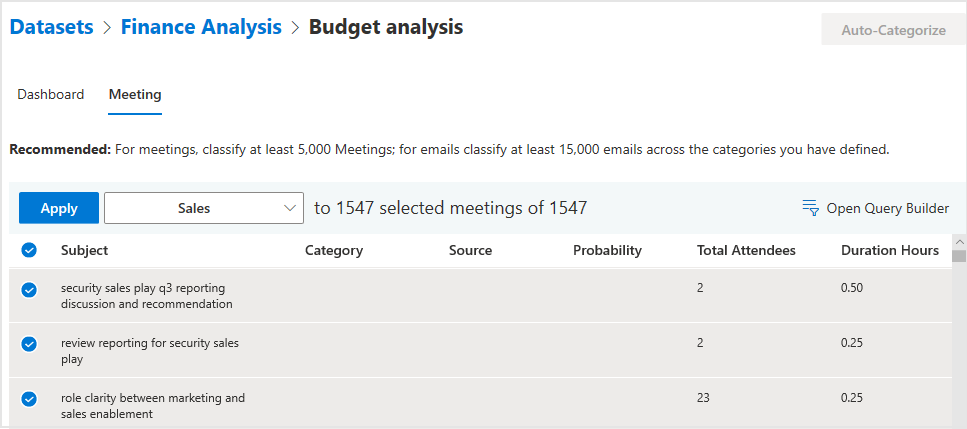 Datasets > Finance Analysis > Budget analysis
Auto-Categorize
Dashboard Meeting
Recommended: For meetings, classify at least 5,000 Meetings; for emails classify at least 15,000 emails across the categories you have defined.
Apply Sales to 1547 selected meetings of 1547 Open Query Builder
Subject Category Source Probability Total Attendees Duration Hours
security sales play q3 reporting 2 0.50
discussion and recommendation
review reporting for security sales 2 0.25
play
role clarity between marketing and 23 0.25
sales enablement